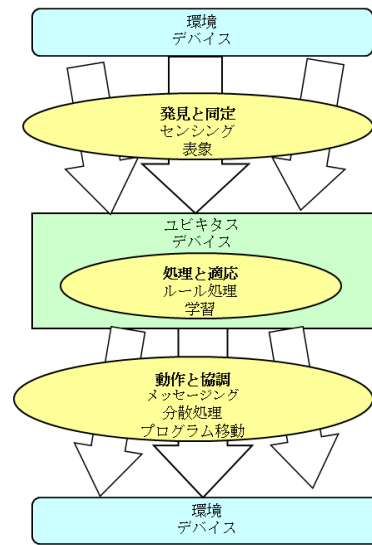 環境
デバイス
発見と同定
センシング
表象
ユビキタス
デバイス
処理と適応
ルール処理
学習
動作と協調
メッセージング
分散処理
プログラム移動
環境
デバイス